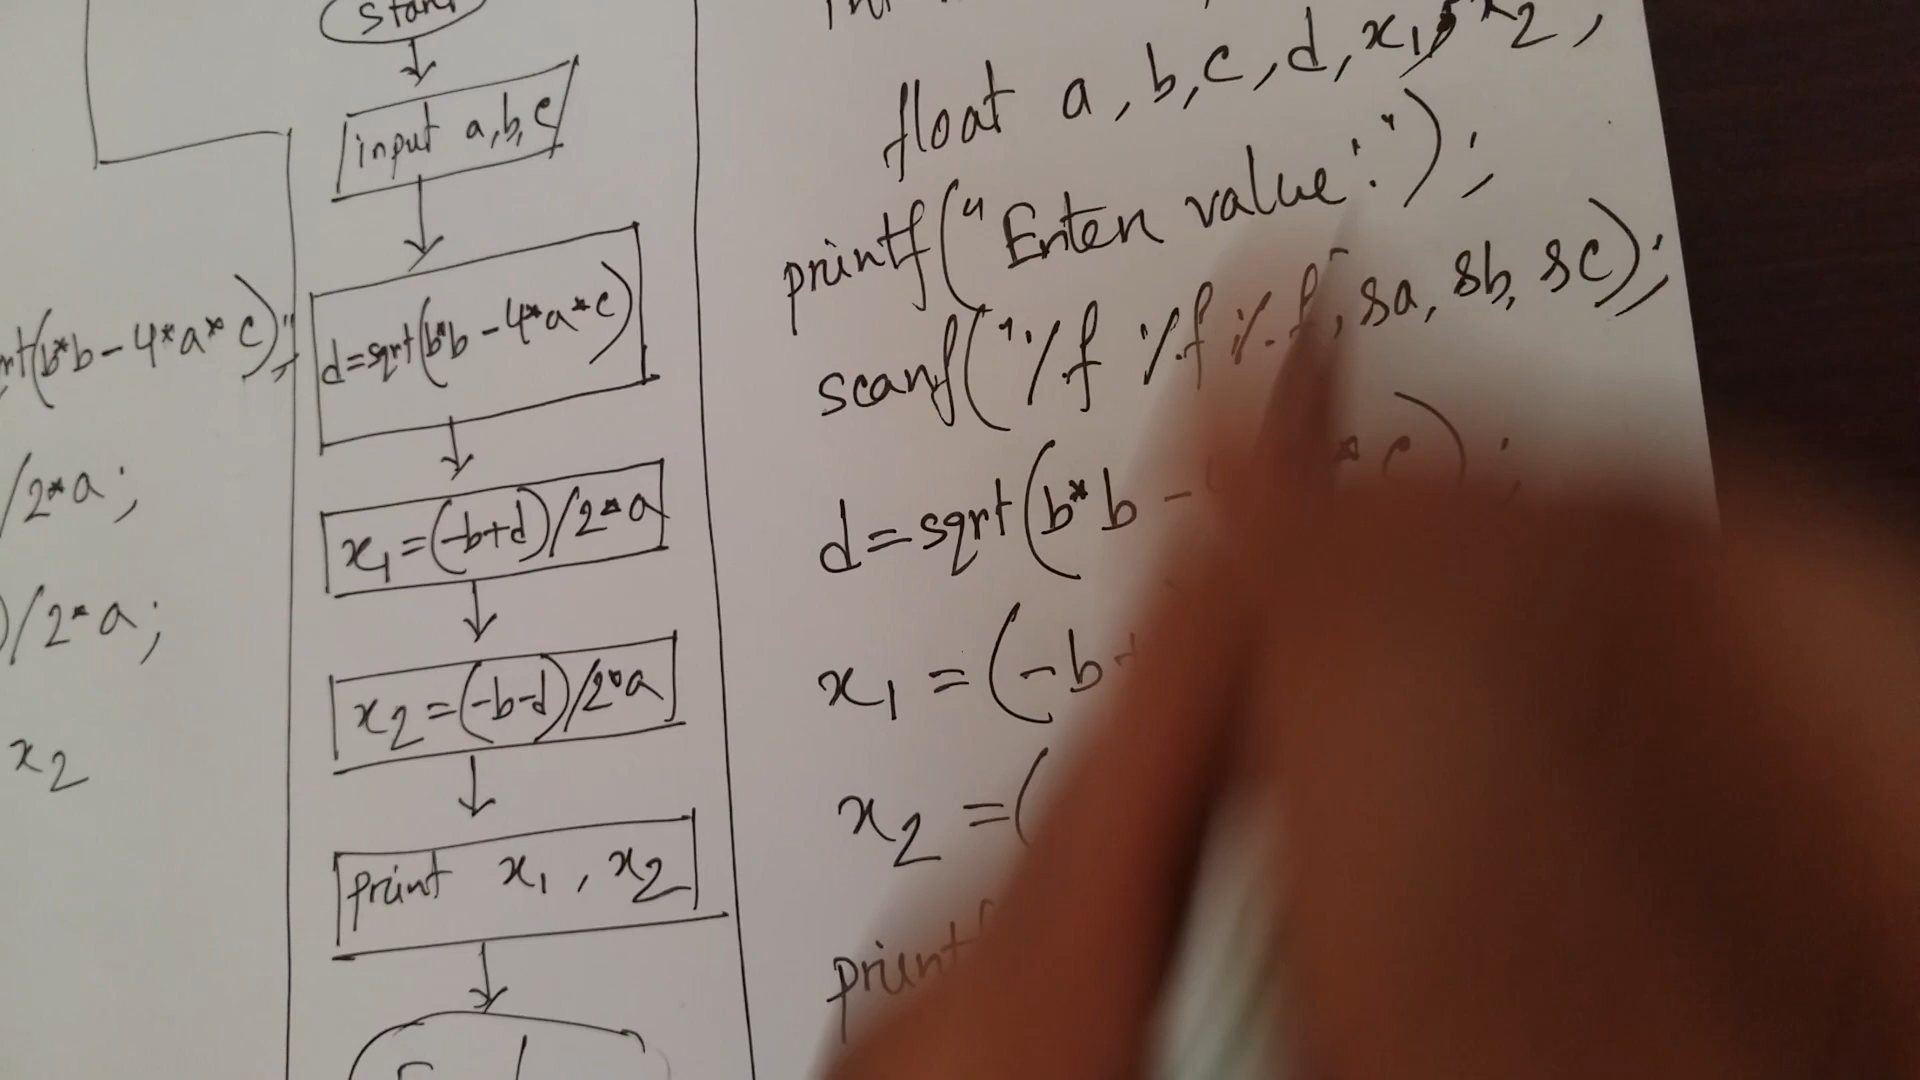 Start
input a, b, c
d=sqrt(b*b-4*a*c)
x1=(-b+d)/2*a
x2=(-b-d)/2*a
print x1, x2
rt(b*b-4*a*c);
/2*a;
)/2*a;
x2
float a, b, c, d, x1, x2,
printf("Enter value:");
scanf("%f %f %f", &a, &b, &c);
d=sqrt(b*b - * c);
x1 = (-b+
x2 = (
printf